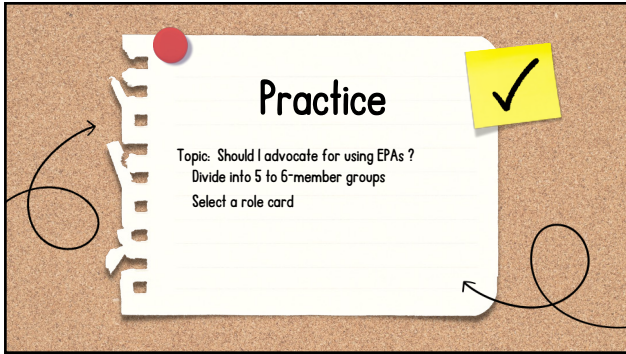 Practice
Topic: Should I advocate for using EPAs ?
Divide into 5 to 6-member groups
Select a role card